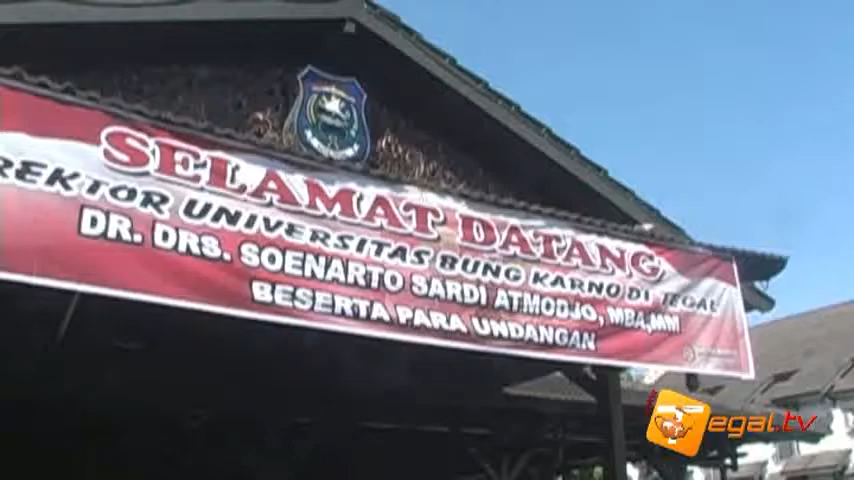 SELAMAT DATANG
REKTOR UNIVERSITAS BUNG KARNO DI TEGAL
DR. DRS. SOENARTO SARDI ATMODJO, MBA,MM
BESERTA PARA UNDANGAN
egal.tv